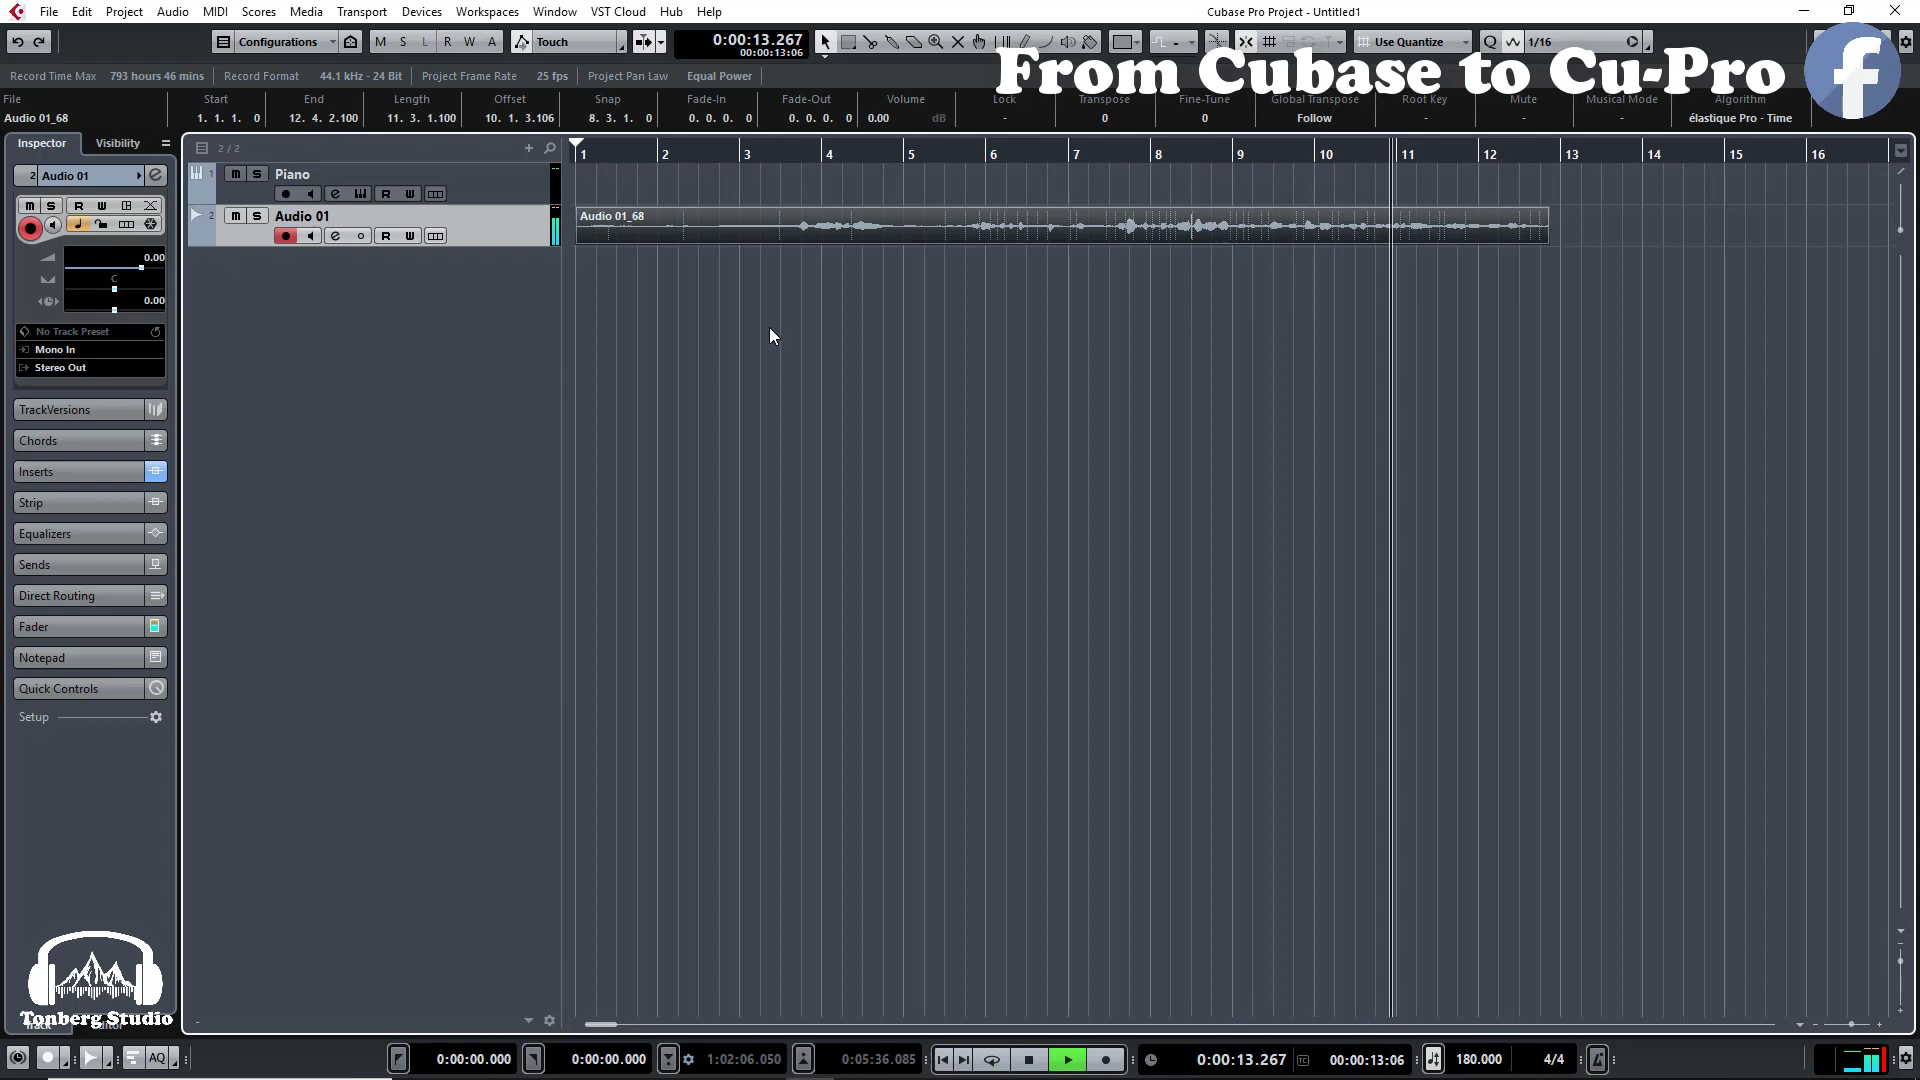 File Edit Project Audio MIDI Scores Media Transport Devices Workspaces Window VST Cloud Hub Help
Cubase Pro Project - Untitled1
Configurations M S L R W A Touch 0:00:13.267
00:00:13:06
Use Quantize Q 1/16
From Cubase to Cu-Pro
Record Time Max 793 hours 46 mins Record Format 44.1 kHz - 24 Bit Project Frame Rate 25 fps Project Pan Law Equal Power
File Start End Length Offset Snap Fade-In Fade-Out Volume Lock Transpose Fine-Tune Global Transpose Root Key Mute Musical Mode Algorithm
Audio 01_68 1. 1. 1. 0 12. 4. 2.100 11. 3. 1.100 10. 1. 3.106 8. 3. 1. 0 0. 0. 0. 0 0. 0. 0. 0 0.00 dB - 0 0 Follow - - - élastique Pro - Time
Inspector Visibility
2 / 2
1 2 3 4 5 6 7 8 9 10 11 12 13 14 15 16
2 Audio 01
1 m s Piano
R W
2 m s Audio 01
R W
Audio 01_68
m s R W
0.00
C
0.00
No Track Preset
Mono In
Stereo Out
TrackVersions
Chords
Inserts
Strip
Equalizers
Sends
Direct Routing
Fader
Notepad
Quick Controls
Setup
Tonberg Studio
AQ 0:00:00.000 0:00:00.000 1:02:06.050 0:05:36.085 0:00:13.267 00:00:13:06 180.000 4/4